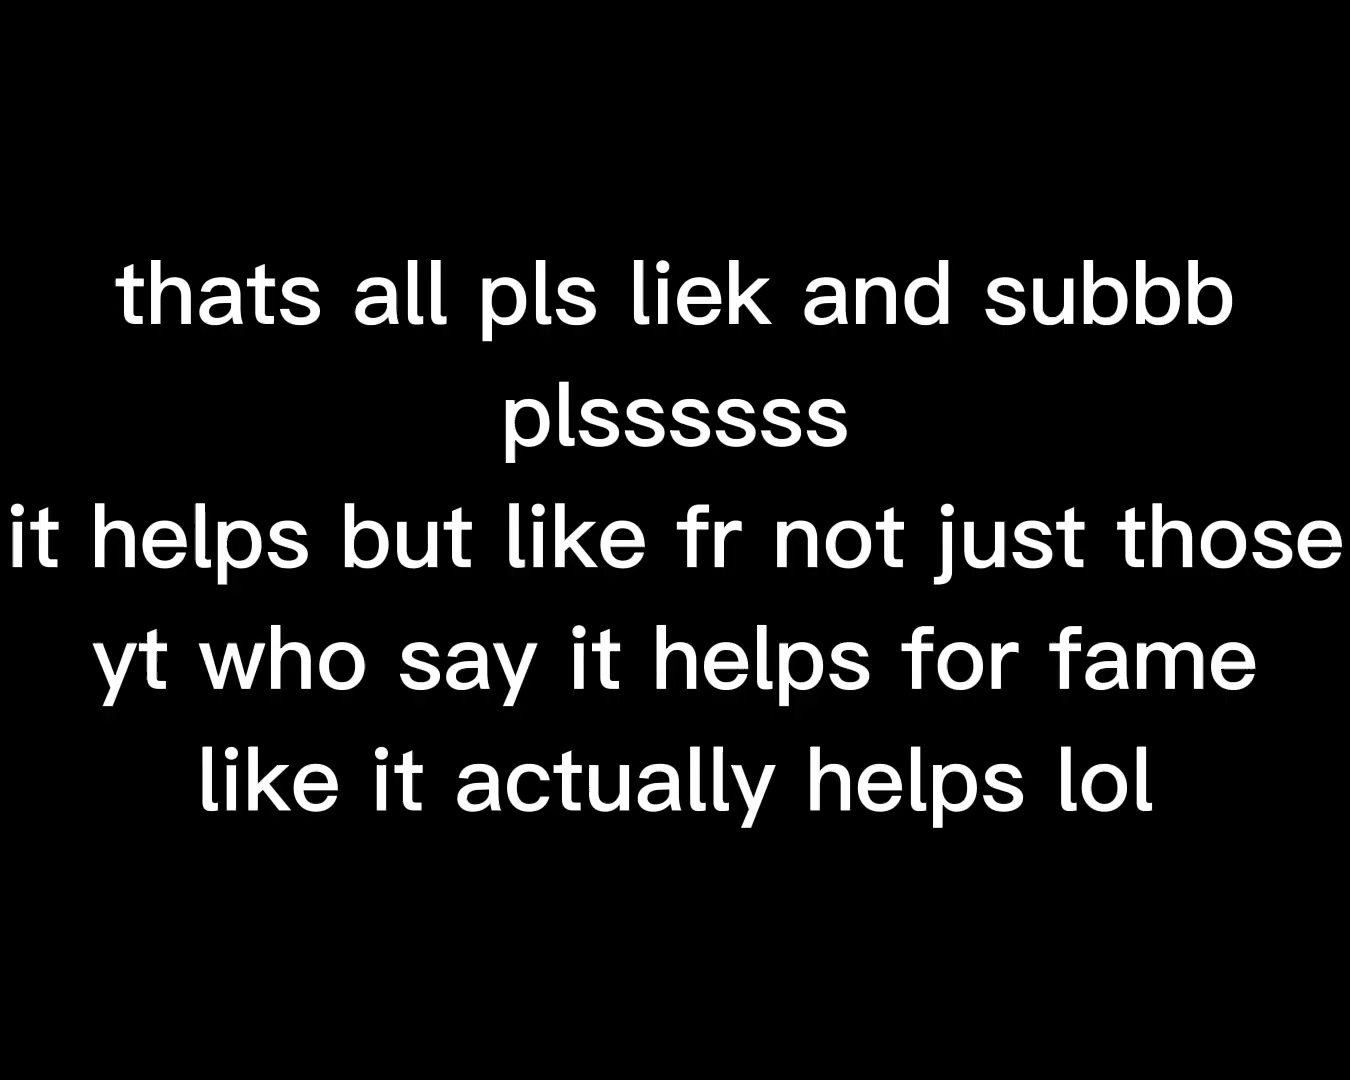 thats all pls liek and subbb
plssssss
it helps but like fr not just those
yt who say it helps for fame
like it actually helps lol